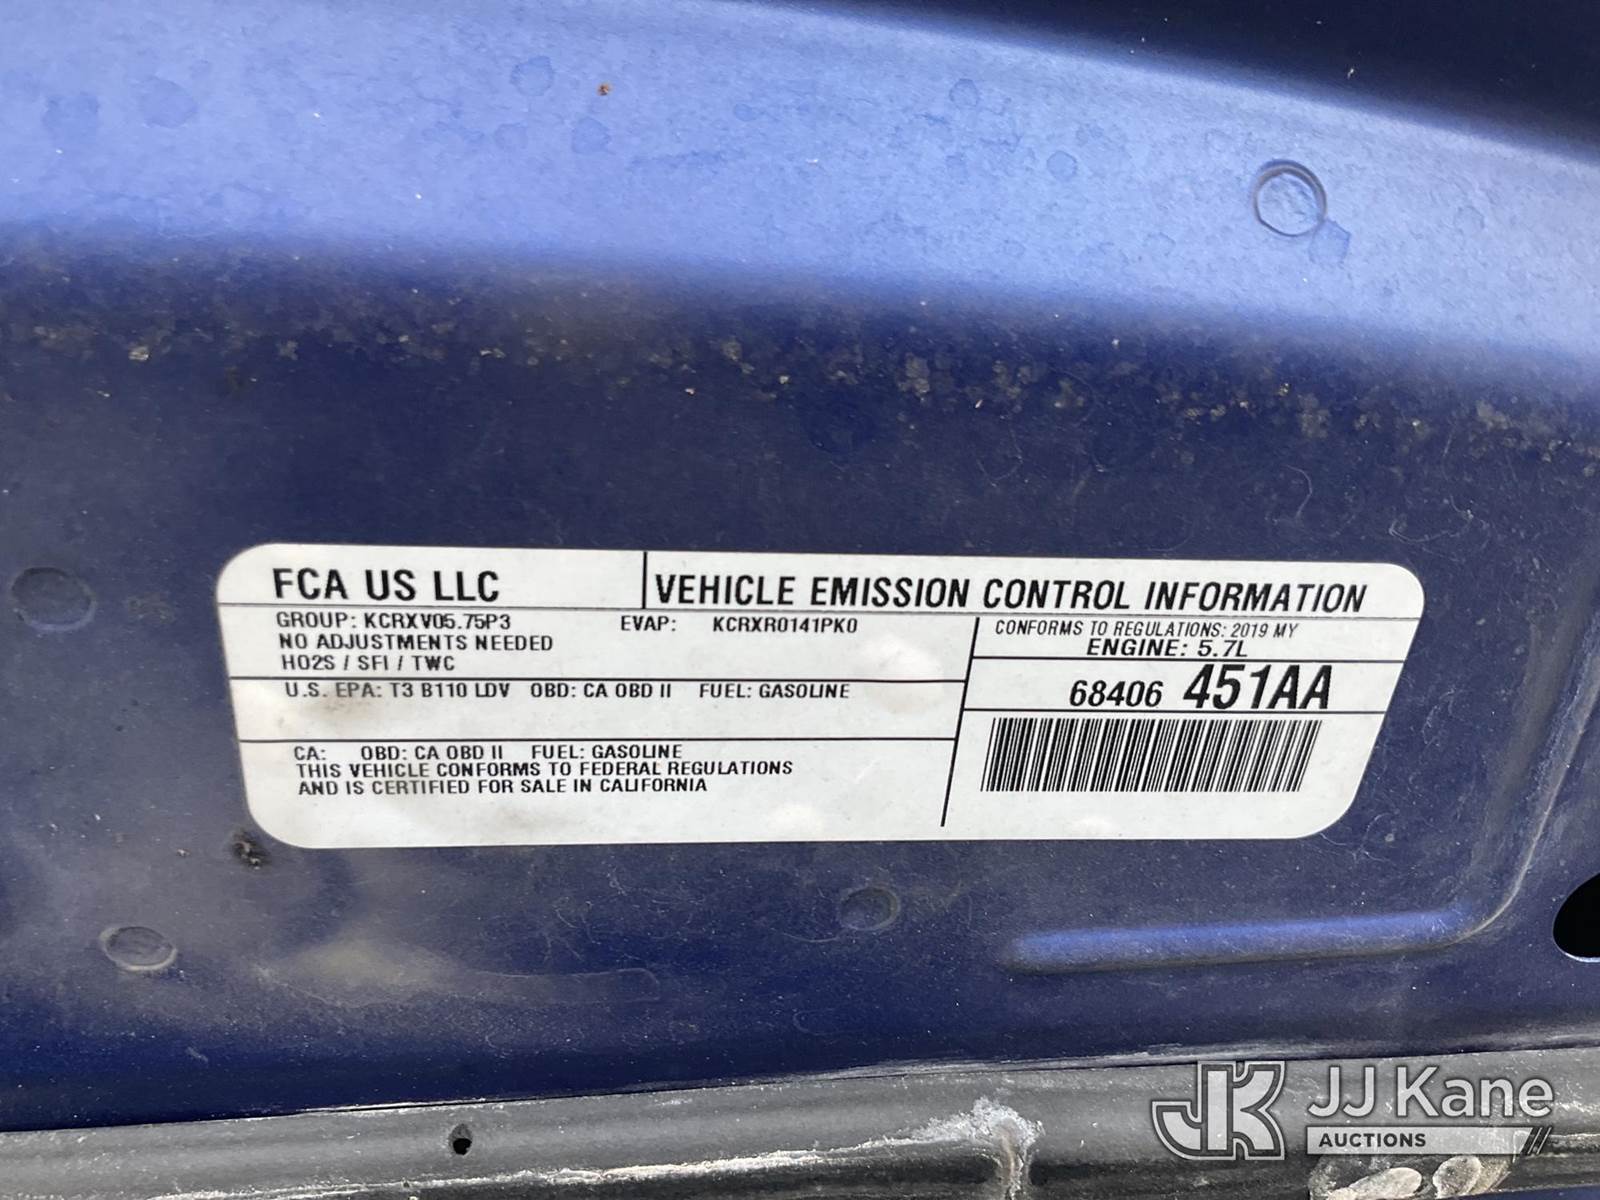 FCA US LLC
VEHICLE EMISSION CONTROL INFORMATION
GROUP: KCRXV05.75P3 EVAP: KCRXR0141PK0
NO ADJUSTMENTS NEEDED
HO2S / SFI / TWC
CONFORMS TO REGULATIONS: 2019 MY
ENGINE: 5.7L
U.S. EPA: T3 B110 LDV OBD: CA OBD II FUEL: GASOLINE
68406 451AA
CA: OBD: CA OBD II FUEL: GASOLINE
THIS VEHICLE CONFORMS TO FEDERAL REGULATIONS
AND IS CERTIFIED FOR SALE IN CALIFORNIA
JK JJ Kane
AUCTIONS